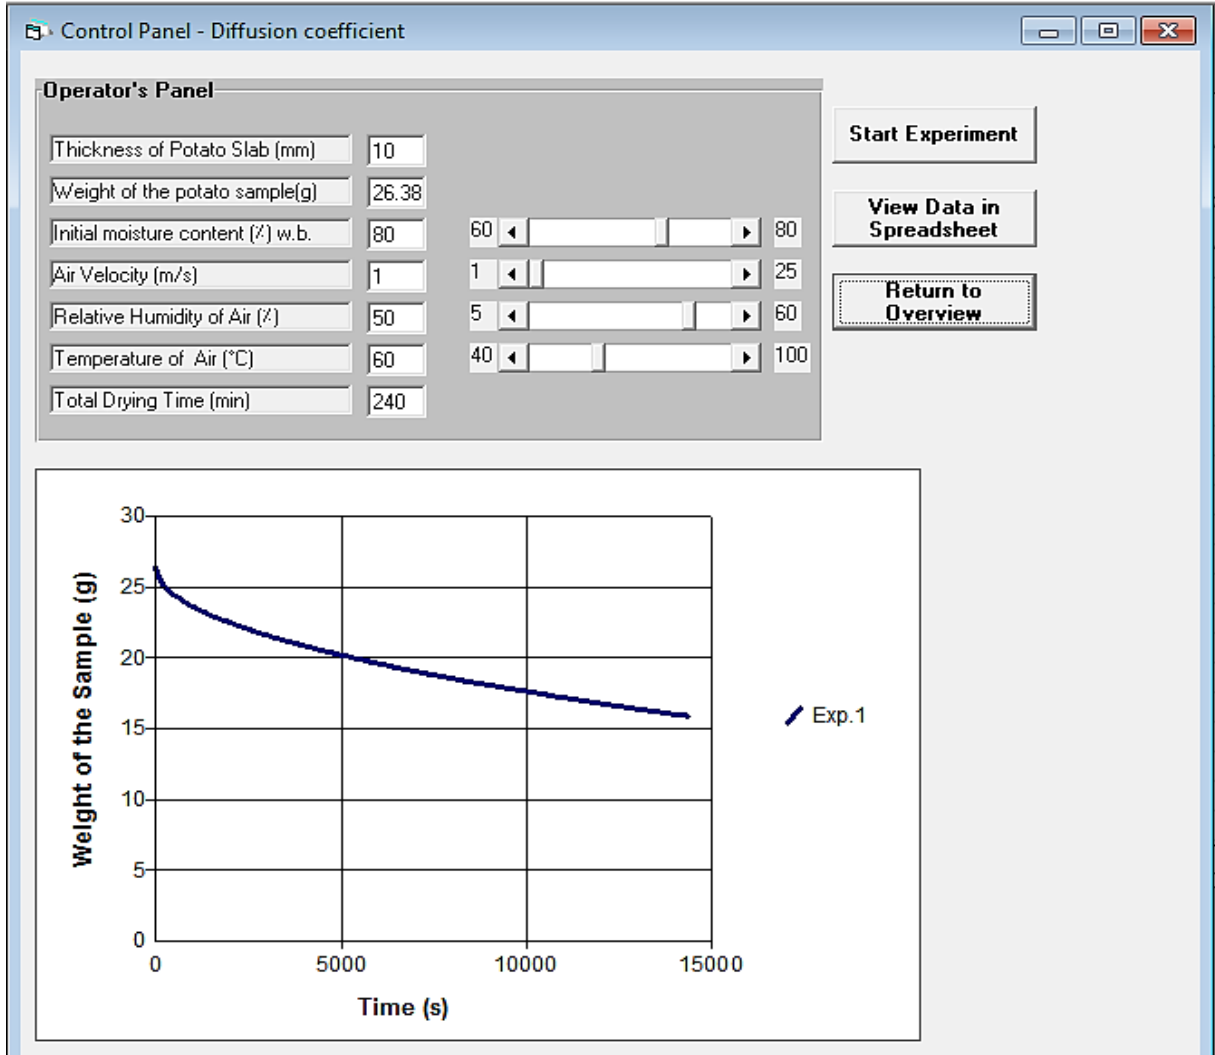 Control Panel - Diffusion coefficient
Operator's Panel
Thickness of Potato Slab (mm) 10
Weight of the potato sample(g) 26.38
Initial moisture content (%) w.b. 80 60 80
Air Velocity (m/s) 1 1 25
Relative Humidity of Air (%) 50 5 60
Temperature of Air (°C) 60 40 100
Total Drying Time (min) 240
Start Experiment
View Data in
Spreadsheet
Return to
Overview
30
25
20
15
10
5
0
Weight of the Sample (g)
0 5000 10000 15000
Time (s)
Exp.1